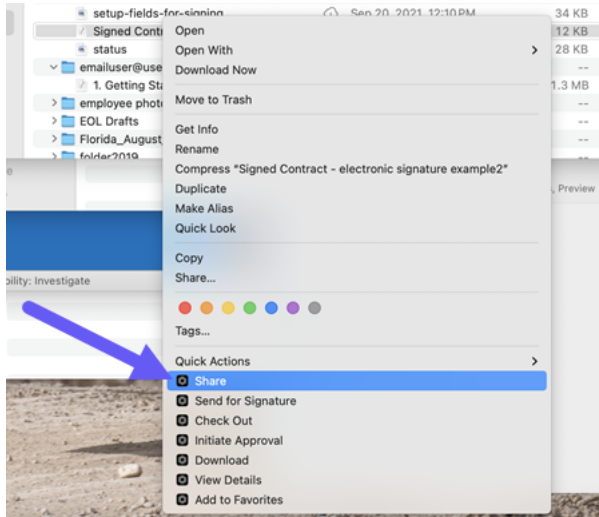 setup-fields-for-signing Sep 20, 2021, 12:10 PM 34 KB
Signed Contr 12 KB
status 28 KB
emailuser@use --
1. Getting Sta 1.3 MB
employee photo --
EOL Drafts --
Florida_August_ --
folder2019 --
e
, Preview
bility: Investigate
Open
Open With
Download Now
Move to Trash
Get Info
Rename
Compress “Signed Contract - electronic signature example2”
Duplicate
Make Alias
Quick Look
Copy
Share...
Tags...
Quick Actions
Share
Send for Signature
Check Out
Initiate Approval
Download
View Details
Add to Favorites